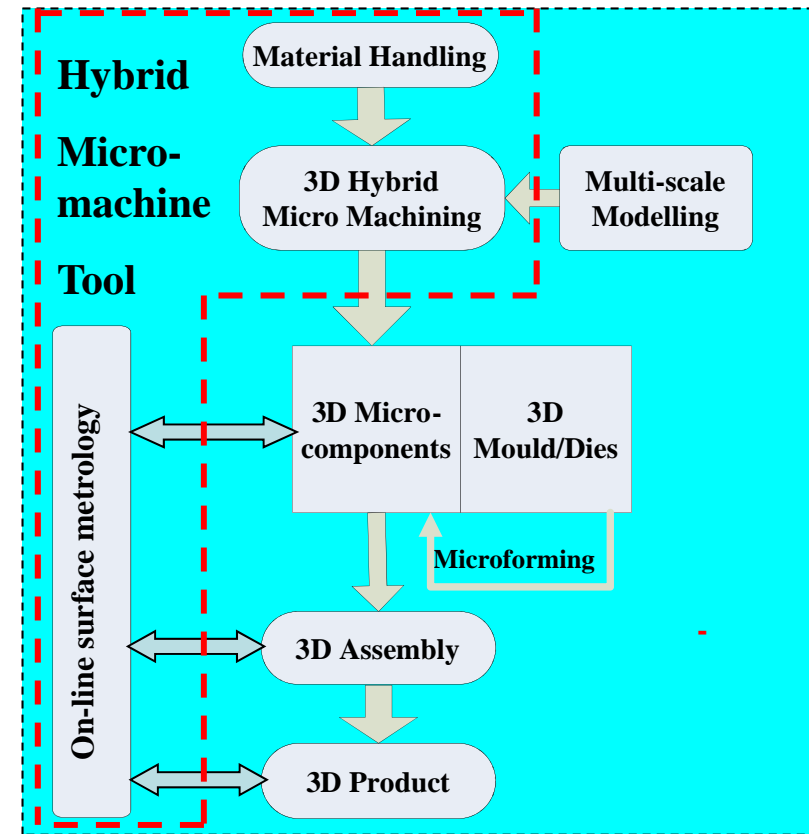 Hybrid
Micro-
machine
Tool
Material Handling
3D Hybrid
Micro Machining
Multi-scale
Modelling
On-line surface metrology
3D Micro-
components
3D
Mould/Dies
Microforming
3D Assembly
3D Product